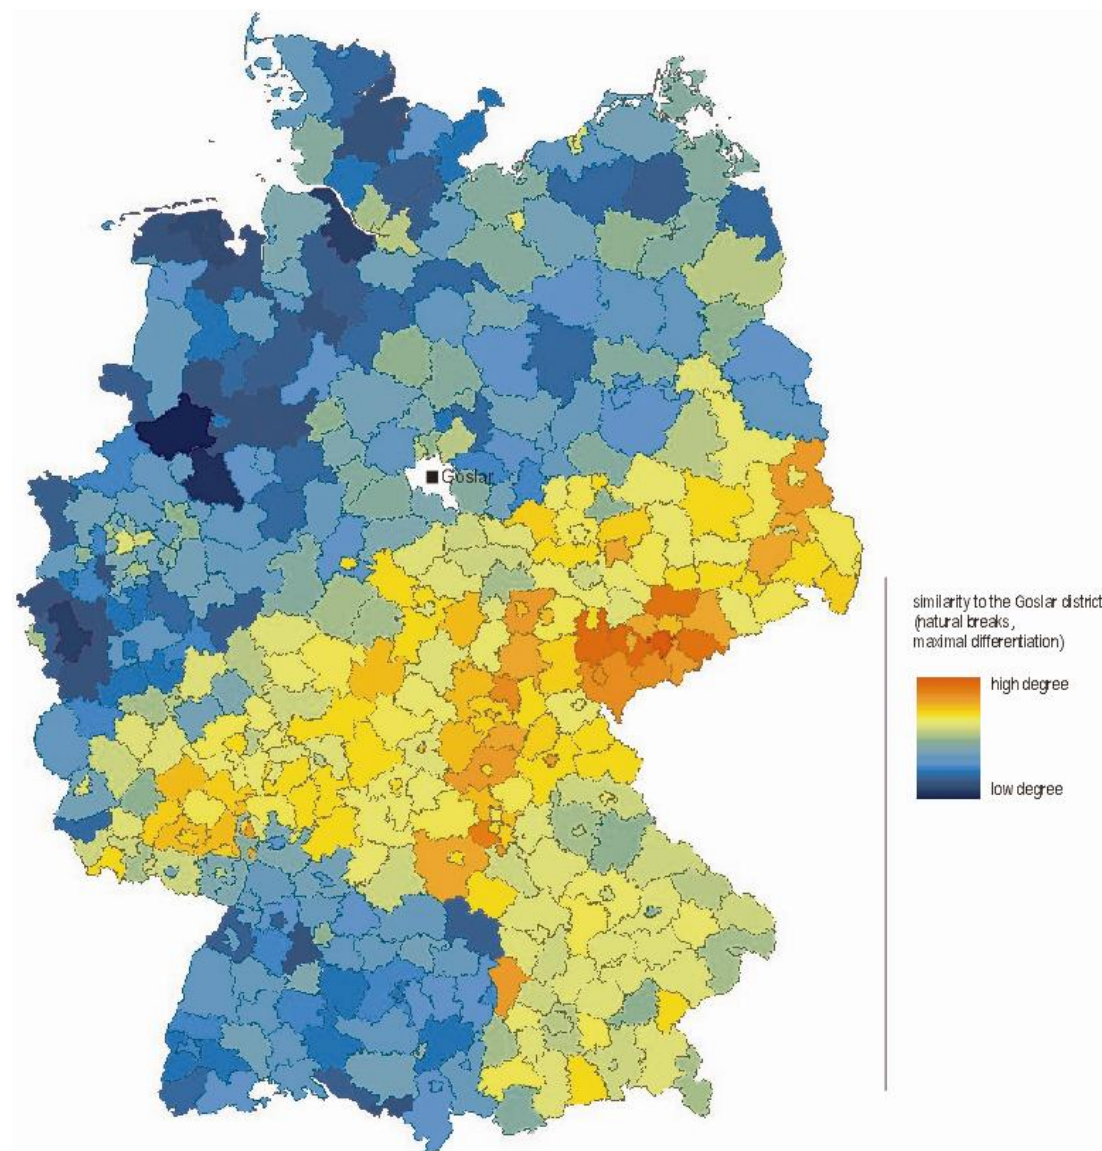 Goslar
similarity to the Goslar district
(natural breaks,
maximal differentiation)
high degree
low degree